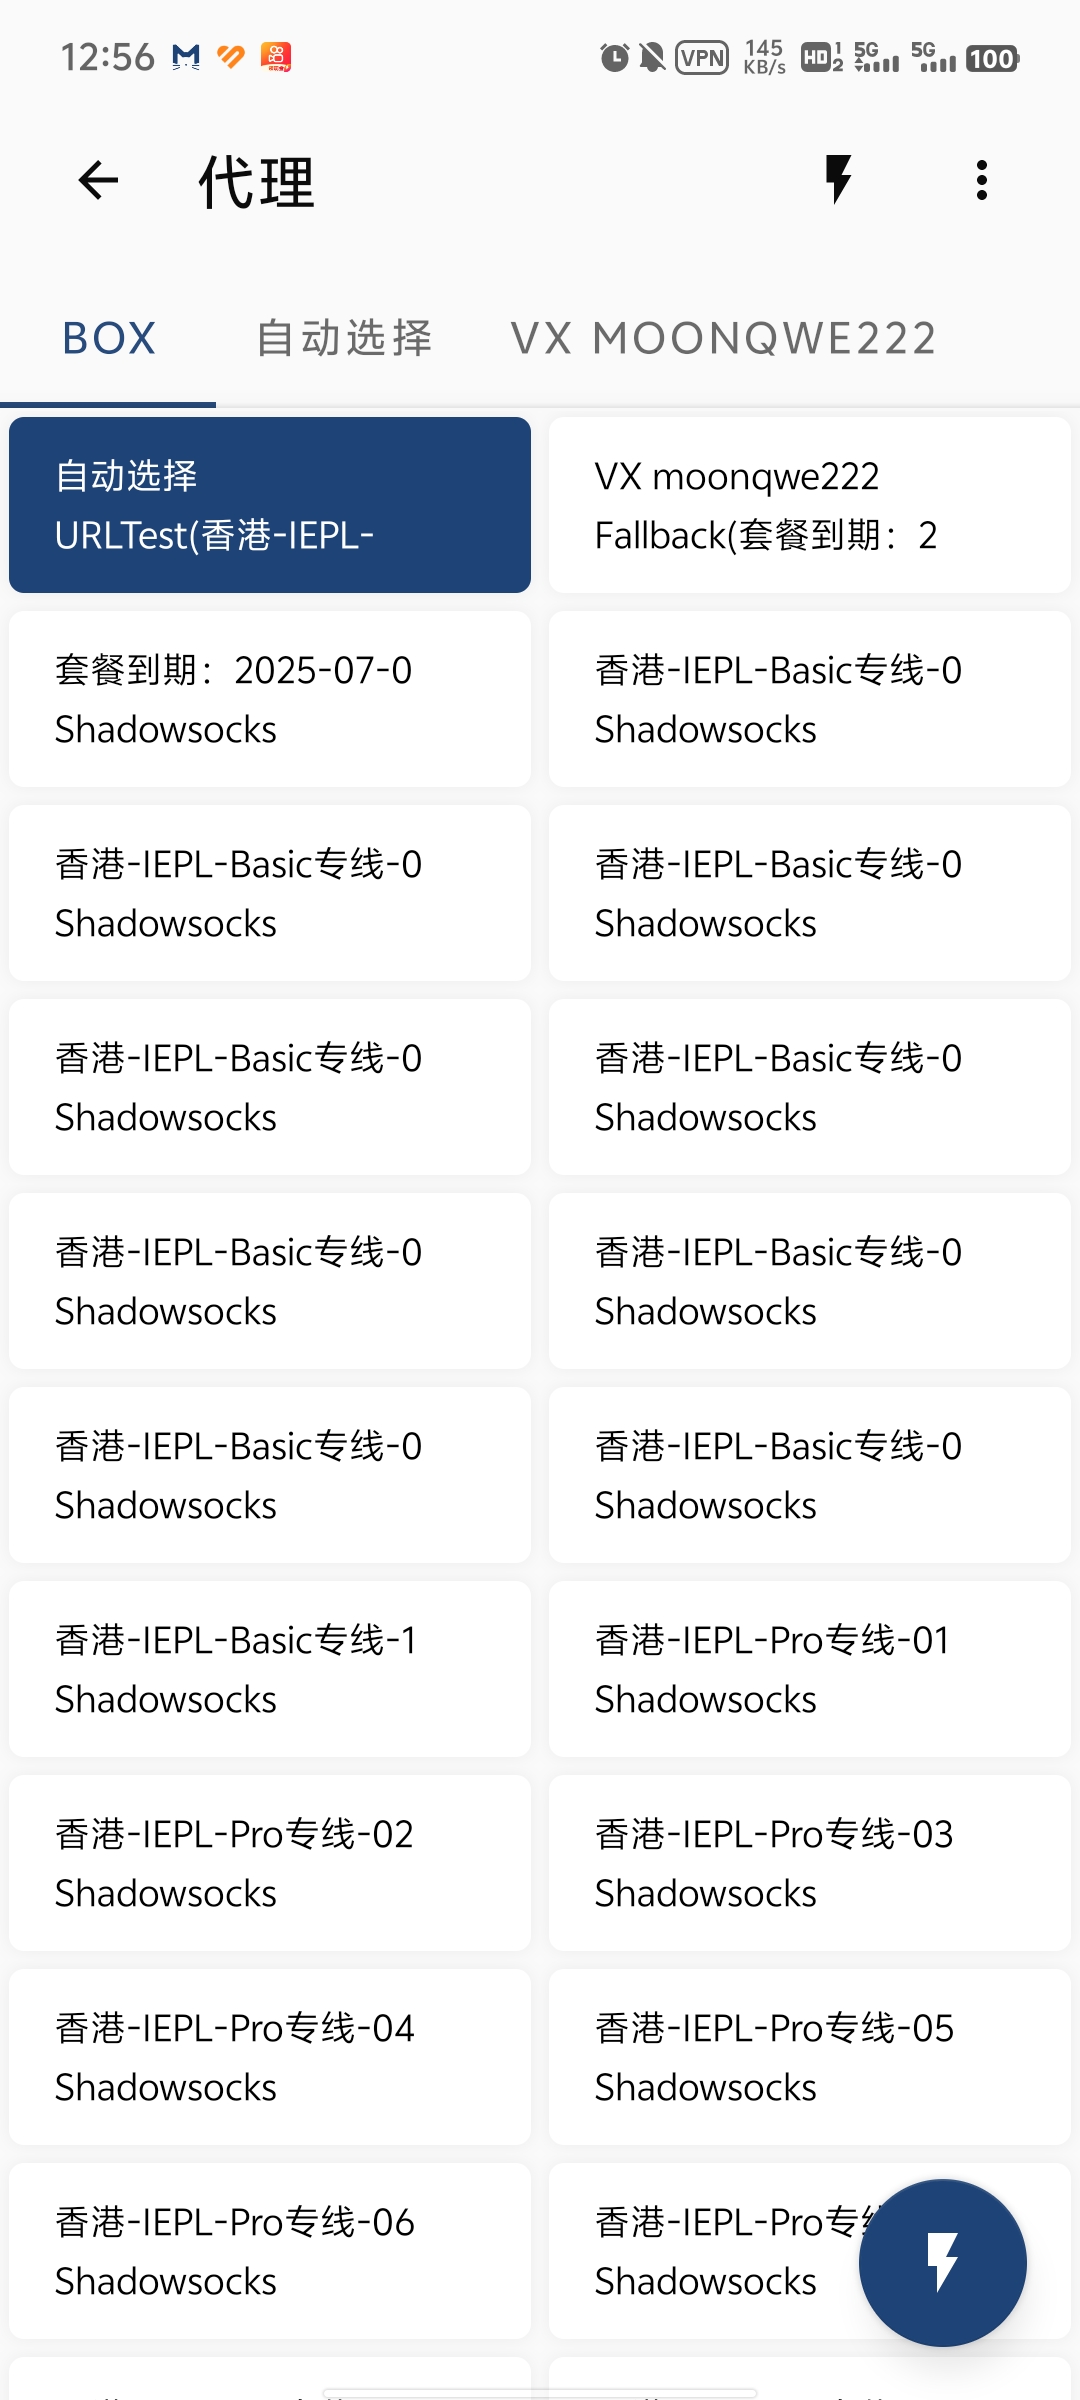 12:56
VPN
145
KB/s
HD 1 2
5G
5G
100
代理
BOX
自动选择
VX MOONQWE222
自动选择
URLTest(香港-IEPL-
VX moonqwe222
Fallback(套餐到期：2
套餐到期：2025-07-0
Shadowsocks
香港-IEPL-Basic专线-0
Shadowsocks
香港-IEPL-Basic专线-0
Shadowsocks
香港-IEPL-Basic专线-0
Shadowsocks
香港-IEPL-Basic专线-0
Shadowsocks
香港-IEPL-Basic专线-0
Shadowsocks
香港-IEPL-Basic专线-0
Shadowsocks
香港-IEPL-Basic专线-0
Shadowsocks
香港-IEPL-Basic专线-0
Shadowsocks
香港-IEPL-Basic专线-0
Shadowsocks
香港-IEPL-Basic专线-1
Shadowsocks
香港-IEPL-Pro专线-01
Shadowsocks
香港-IEPL-Pro专线-02
Shadowsocks
香港-IEPL-Pro专线-03
Shadowsocks
香港-IEPL-Pro专线-04
Shadowsocks
香港-IEPL-Pro专线-05
Shadowsocks
香港-IEPL-Pro专线-06
Shadowsocks
香港-IEPL-Pro专
Shadowsocks